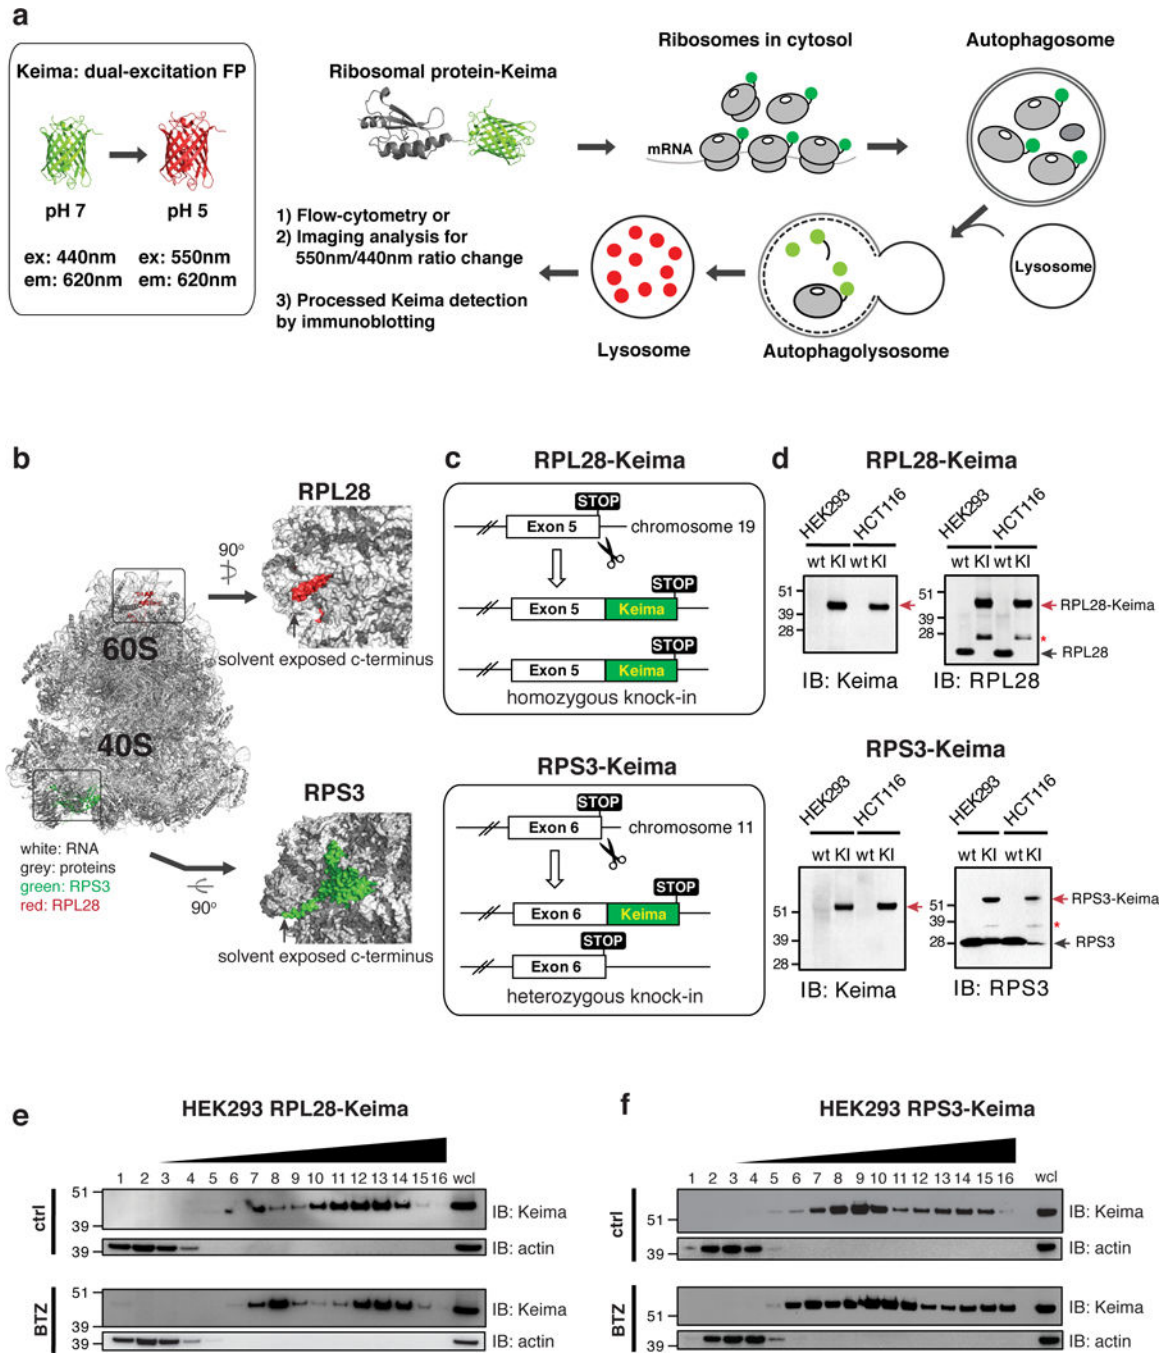 a
Keima: dual-excitation FP
pH 7
pH 5
ex: 440nm
em: 620nm
ex: 550nm
em: 620nm
Ribosomal protein-Keima
Ribosomes in cytosol
mRNA
Autophagosome
Lysosome
Autophagolysosome
Lysosome
1) Flow-cytometry or
2) Imaging analysis for
550nm/440nm ratio change
3) Processed Keima detection
by immunoblotting
b
60S
40S
white: RNA
grey: proteins
green: RPS3
red: RPL28
90°
RPL28
solvent exposed c-terminus
90°
RPS3
solvent exposed c-terminus
c
RPL28-Keima
STOP
Exon 5
chromosome 19
STOP
Exon 5
Keima
STOP
Exon 5
Keima
homozygous knock-in
RPS3-Keima
STOP
Exon 6
chromosome 11
STOP
Exon 6
Keima
STOP
Exon 6
heterozygous knock-in
d
RPL28-Keima
HEK293
HCT116
wt KI wt KI
51
39
28
IB: Keima
HEK293
HCT116
wt KI wt KI
51
39
28
RPL28-Keima
*
RPL28
IB: RPL28
RPS3-Keima
HEK293
HCT116
wt KI wt KI
51
39
28
IB: Keima
HEK293
HCT116
wt KI wt KI
51
39
28
RPS3-Keima
*
RPS3
IB: RPS3
e
HEK293 RPL28-Keima
1 2 3 4 5 6 7 8 9 10 11 12 13 14 15 16 wcl
ctrl
51
39
IB: Keima
39
IB: actin
BTZ
51
39
IB: Keima
39
IB: actin
f
HEK293 RPS3-Keima
1 2 3 4 5 6 7 8 9 10 11 12 13 14 15 16 wcl
ctrl
51
IB: Keima
39
IB: actin
BTZ
51
IB: Keima
39
IB: actin